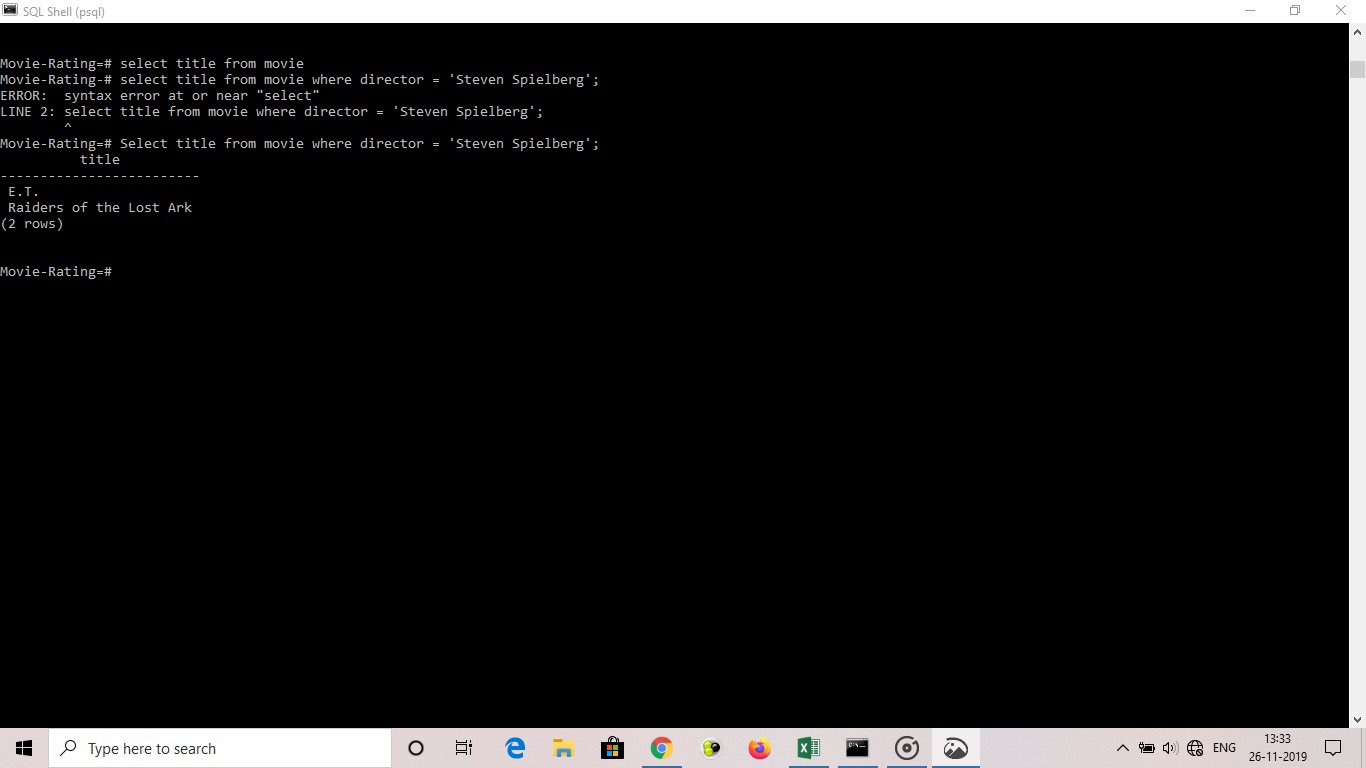 SQL Shell (psql)
Movie-Rating=# select title from movie
Movie-Rating-# select title from movie where director = 'Steven Spielberg';
ERROR:  syntax error at or near "select"
LINE 2: select title from movie where director = 'Steven Spielberg';
        ^
Movie-Rating=# Select title from movie where director = 'Steven Spielberg';
          title
-------------------------
 E.T.
 Raiders of the Lost Ark
(2 rows)
Movie-Rating=#
Type here to search
ENG
13:33
26-11-2019